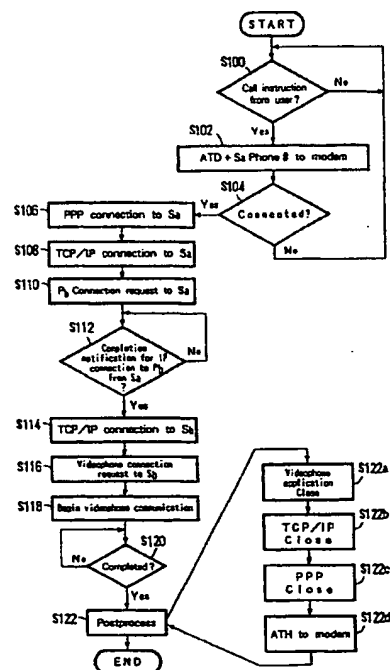 START
S100
Call instruction
from user?
No
Yes
S102
ATD + Sa Phone # to modem
S104
Connected?
Yes
No
S106
PPP connection to Sa
S108
TCP/IP connection to Sa
S110
Pb Connection request to Sa
S112
Completion
notification for IP
connection to Pb
from Sa
?
No
Yes
S114
TCP/IP connection to Sb
S116
Videophone connection
request to Sb
S118
Begin videophone communication
S120
Completed?
No
Yes
S122
Postprocess
END
S122a
Videophone
application
Close
S122b
TCP/IP
Close
S122c
PPP
Close
S122d
ATH to modem